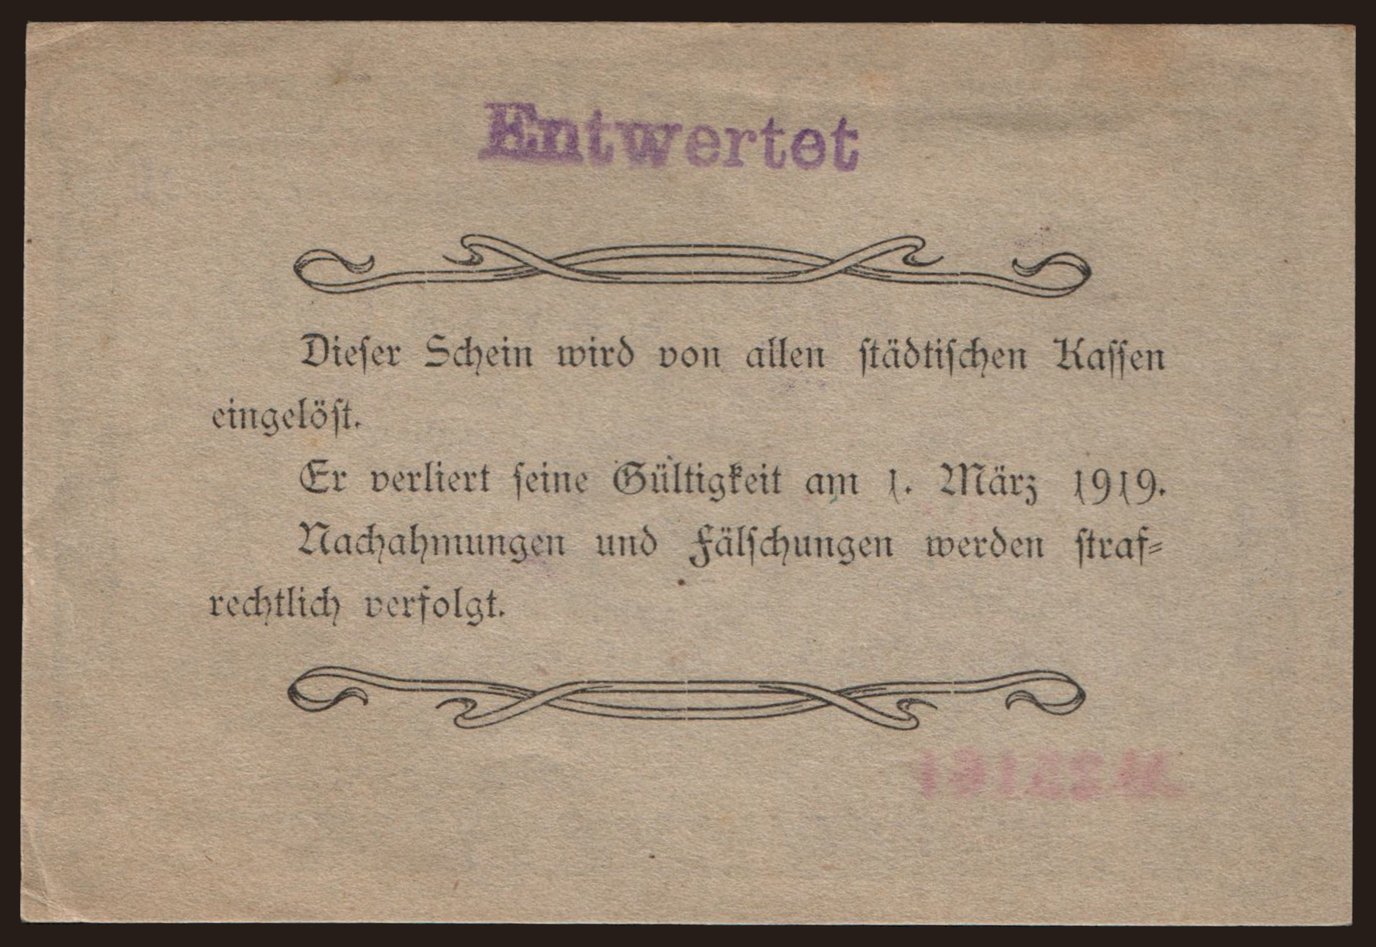 Entwertet
Dieser Schein wird von allen städtischen Kassen
eingelöst.
Er verliert seine Gültigkeit am 1. März 1919.
Nachahmungen und Fälschungen werden straf-
rechtlich verfolgt.